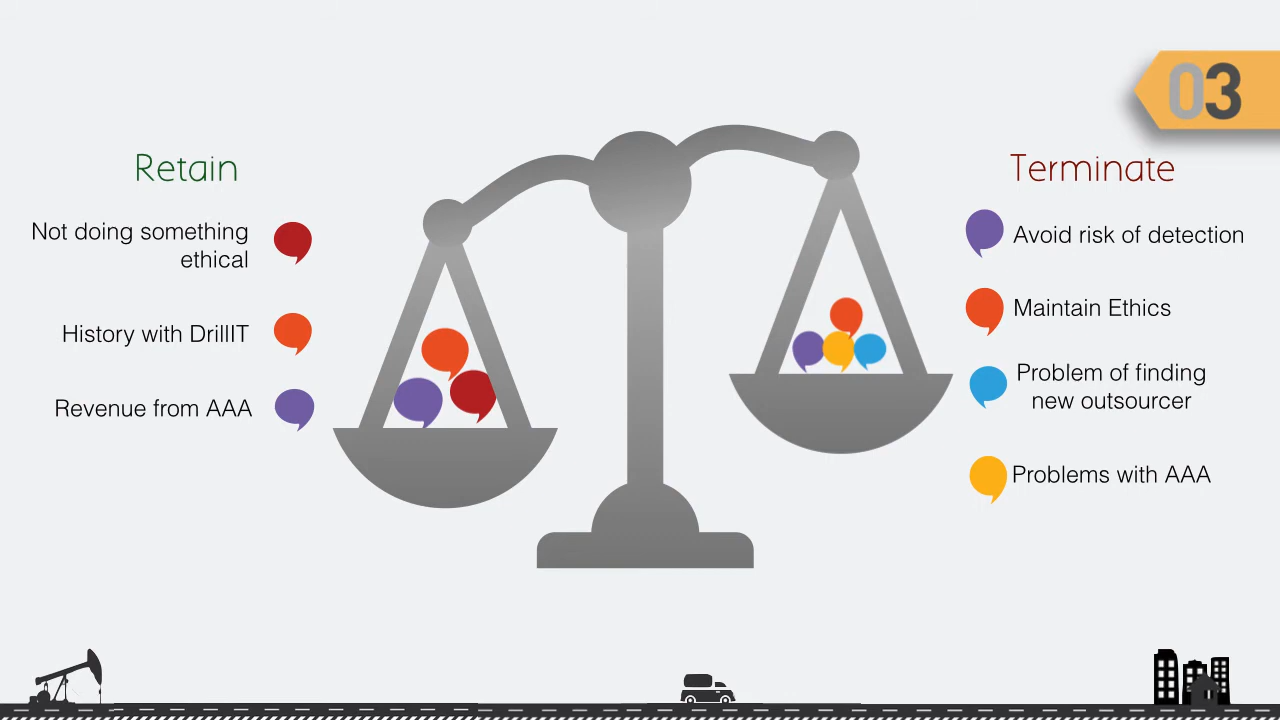 03
Retain
Not doing something
ethical
History with DrillIT
Revenue from AAA
Terminate
Avoid risk of detection
Maintain Ethics
Problem of finding
new outsourcer
Problems with AAA